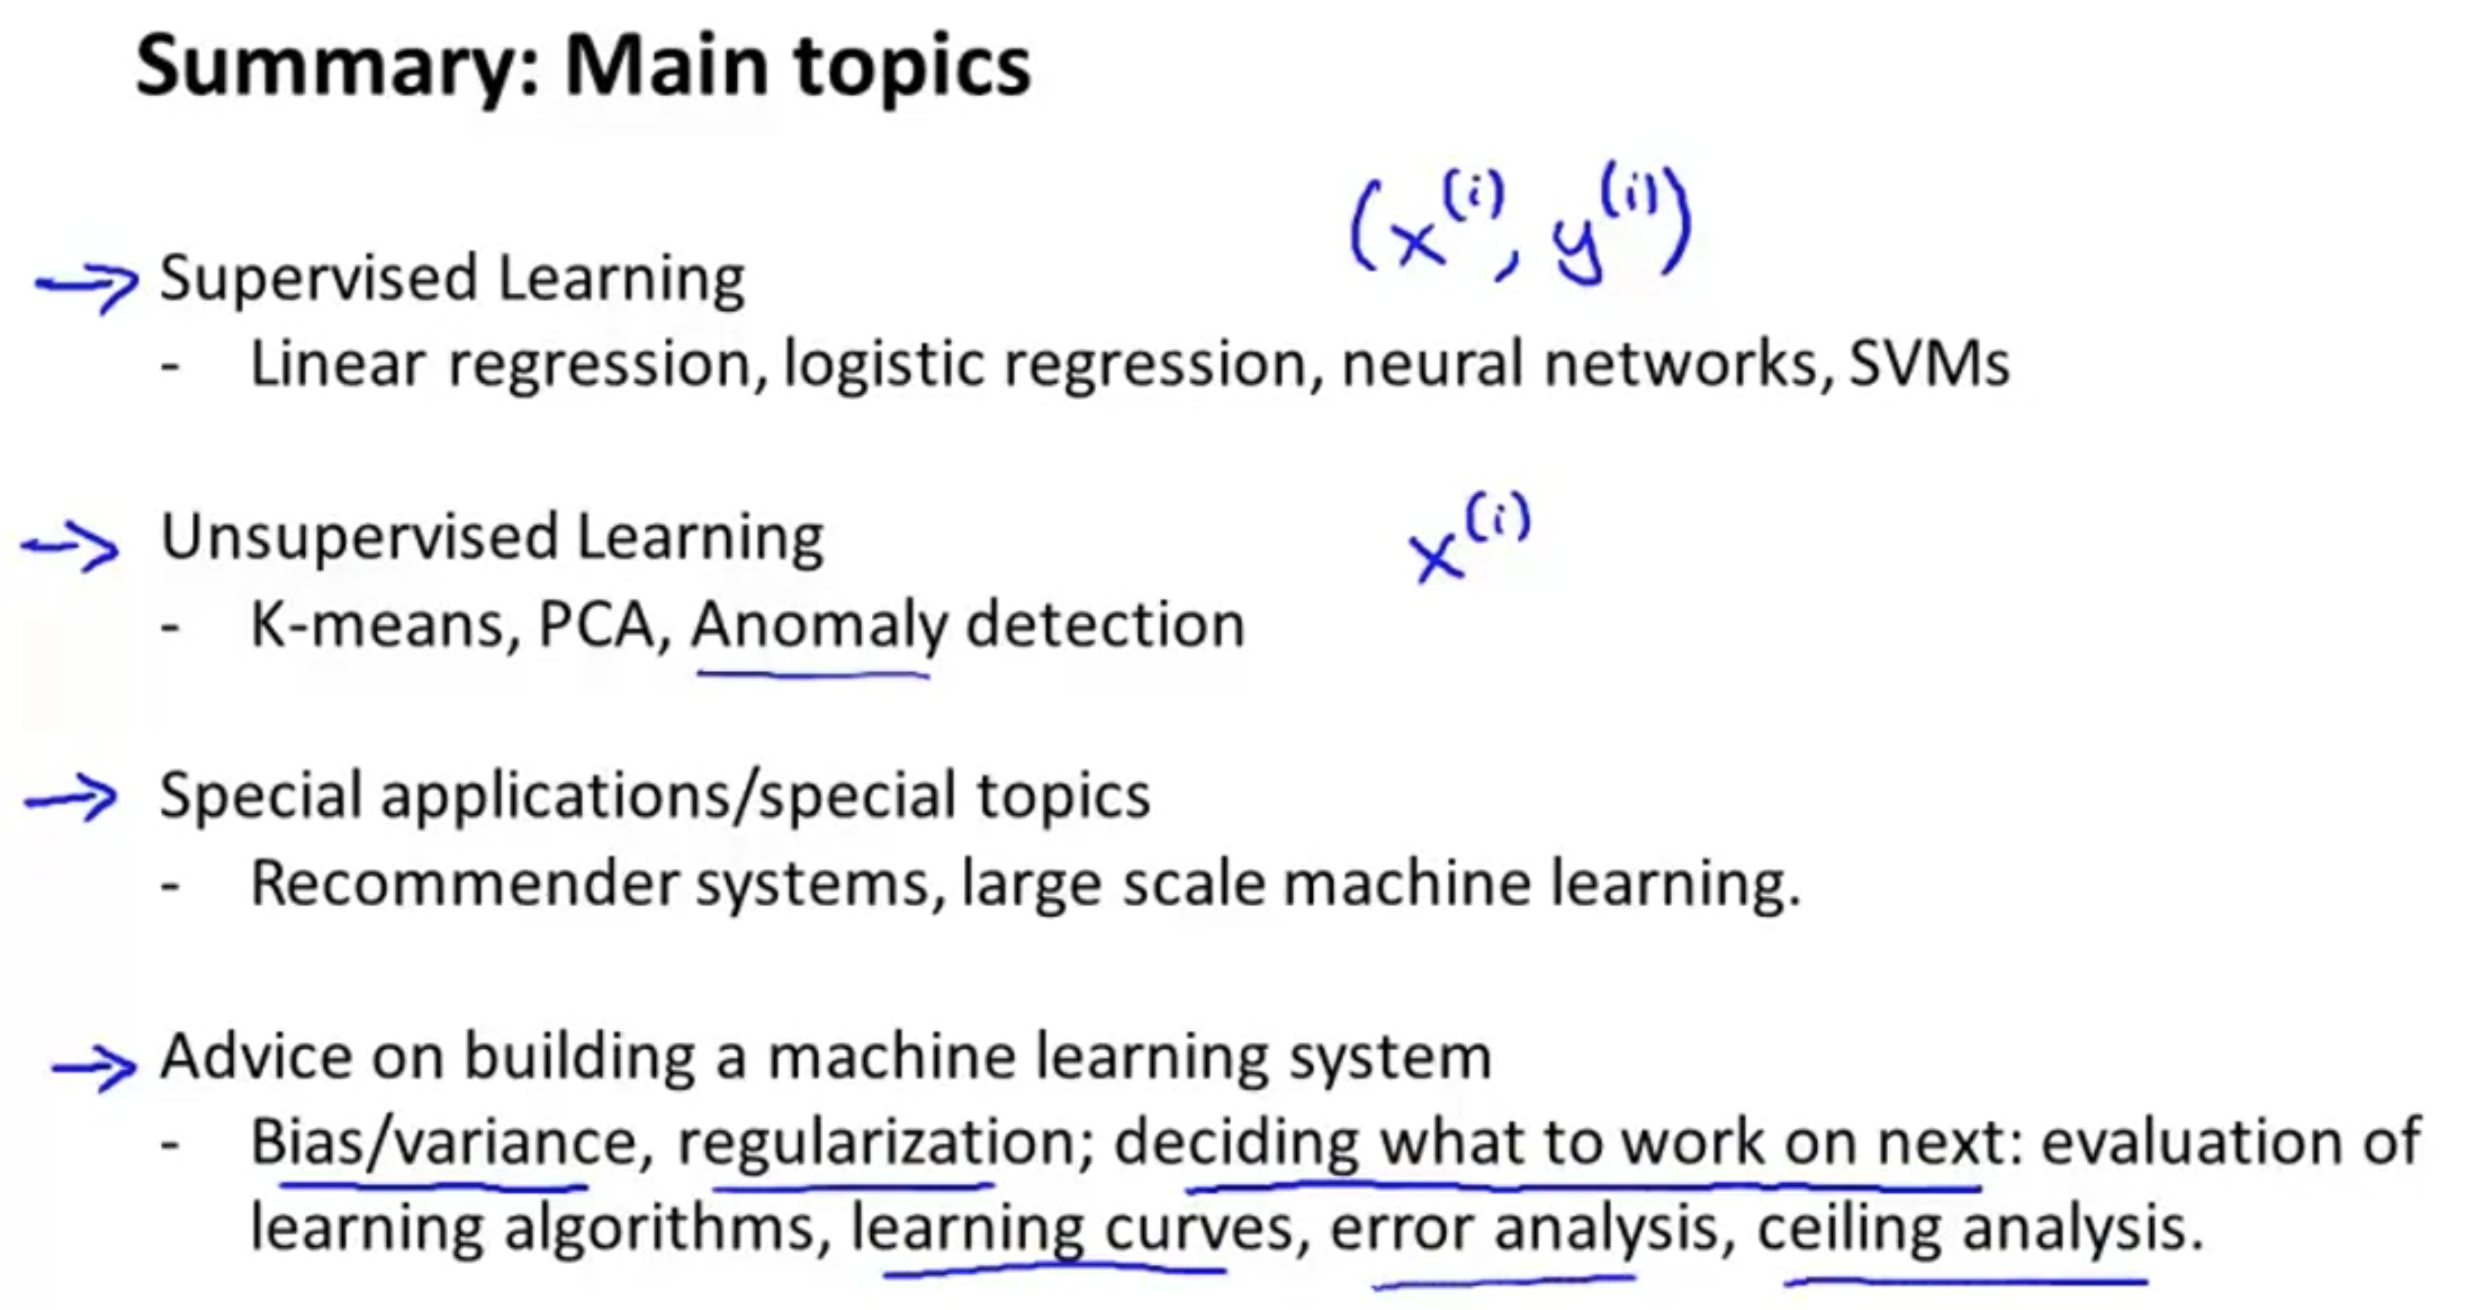 Summary: Main topics
(x^(i), y^(i))
Supervised Learning
- Linear regression, logistic regression, neural networks, SVMs
Unsupervised Learning
x^(i)
- K-means, PCA, Anomaly detection
Special applications/special topics
- Recommender systems, large scale machine learning.
Advice on building a machine learning system
- Bias/variance, regularization; deciding what to work on next: evaluation of
learning algorithms, learning curves, error analysis, ceiling analysis.